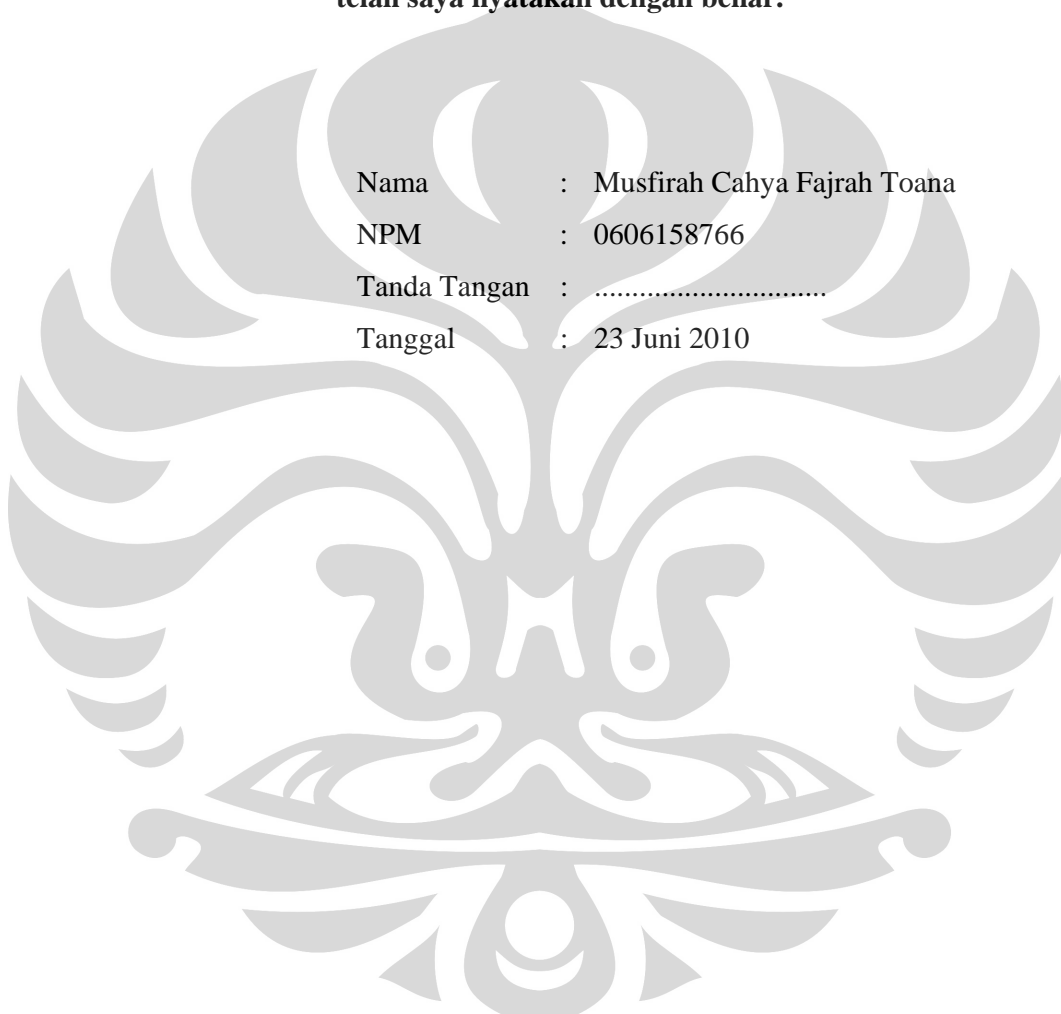 telah saya nyatakan dengan benar.
Nama : Musfirah Cahya Fajrah Toana
NPM : 0606158766
Tanda Tangan : ...............................
Tanggal : 23 Juni 2010